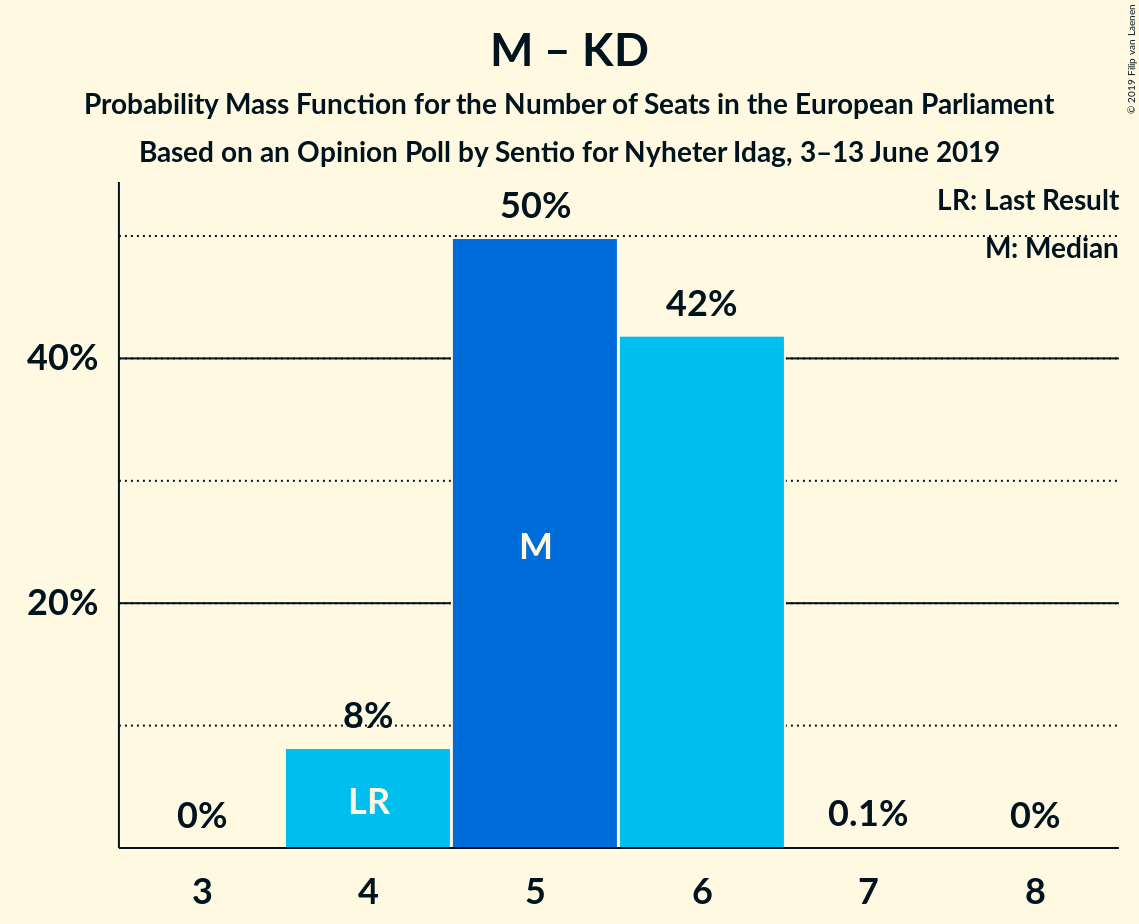 M – KD
Probability Mass Function for the Number of Seats in the European Parliament
Based on an Opinion Poll by Sentio for Nyheter Idag, 3–13 June 2019
© 2019 Filip van Laenen
LR: Last Result
M: Median
50%
42%
40%
M
20%
8%
LR
0%
0.1%
0%
3 4 5 6 7 8